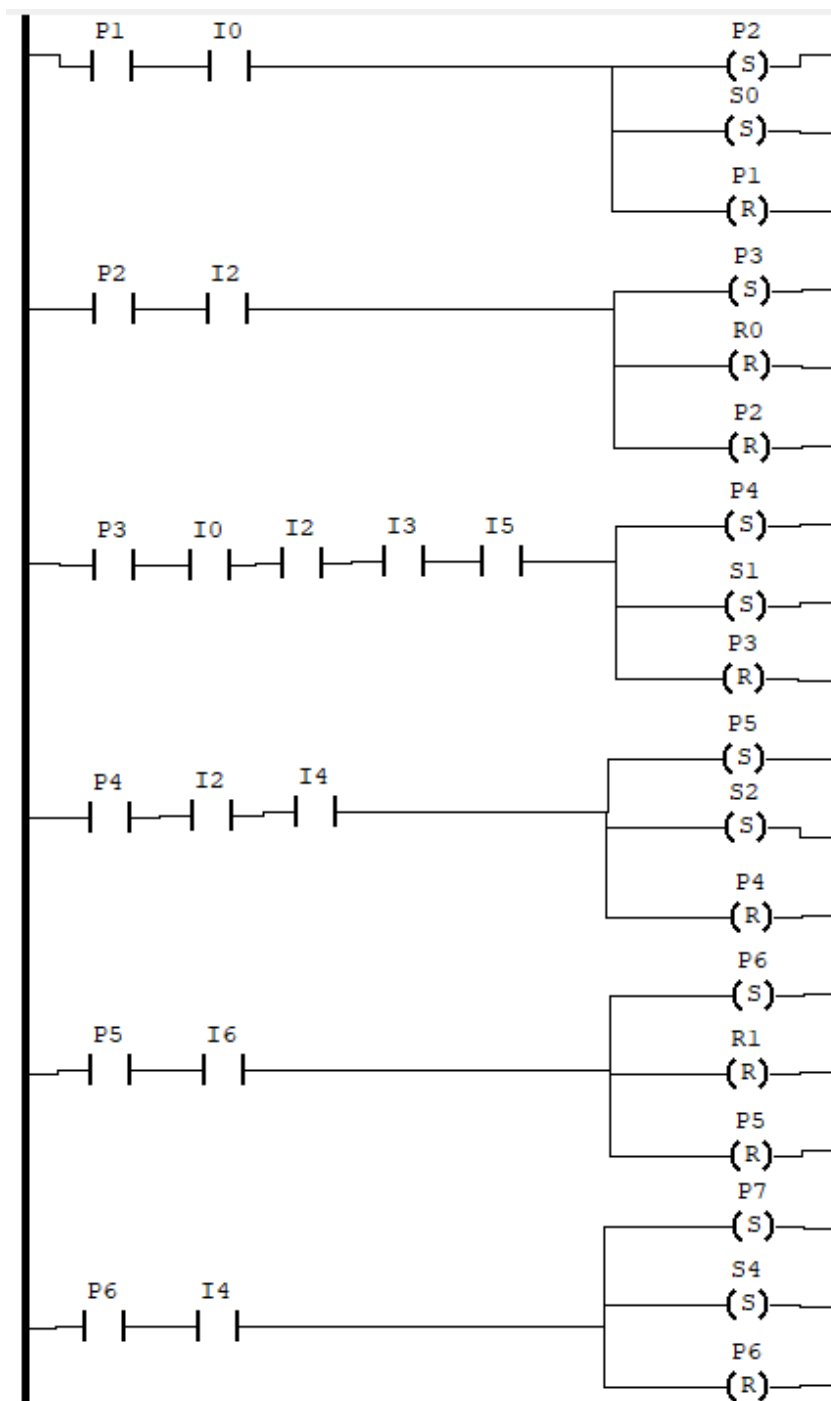 P1 I0 P2
(S)
S0
(S)
P1
(R)
P2 I2 P3
(S)
R0
(R)
P2
(R)
P3 I0 I2 I3 I5 P4
(S)
S1
(S)
P3
(R)
P4 I2 I4 P5
(S)
S2
(S)
P4
(R)
P5 I6 P6
(S)
R1
(R)
P5
(R)
P6 I4 P7
(S)
S4
(S)
P6
(R)